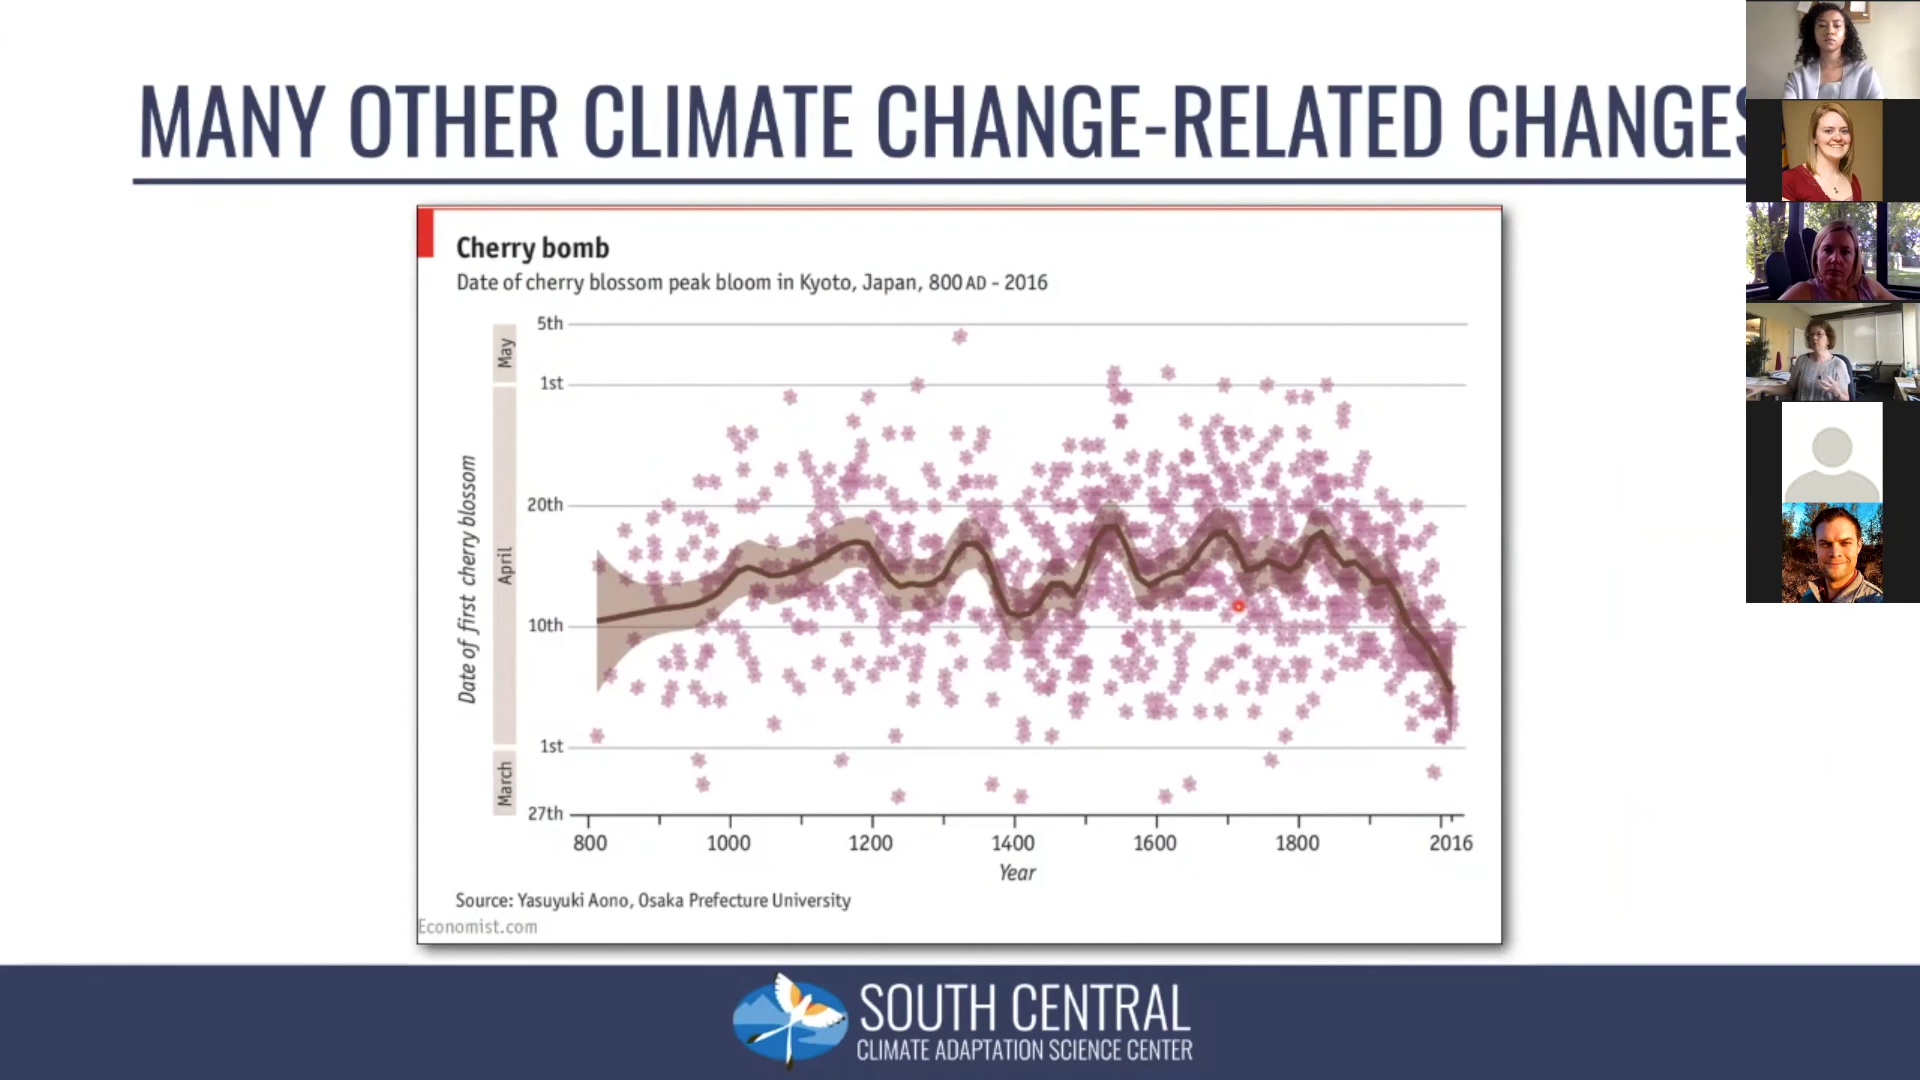 MANY OTHER CLIMATE CHANGE-RELATED CHANGES
Cherry bomb
Date of cherry blossom peak bloom in Kyoto, Japan, 800 AD - 2016
5th
May
1st
20th
Date of first cherry blossom
April
10th
1st
March
27th
800 1000 1200 1400 1600 1800 2016
Year
Source: Yasuyuki Aono, Osaka Prefecture University
Economist.com
SOUTH CENTRAL
CLIMATE ADAPTATION SCIENCE CENTER